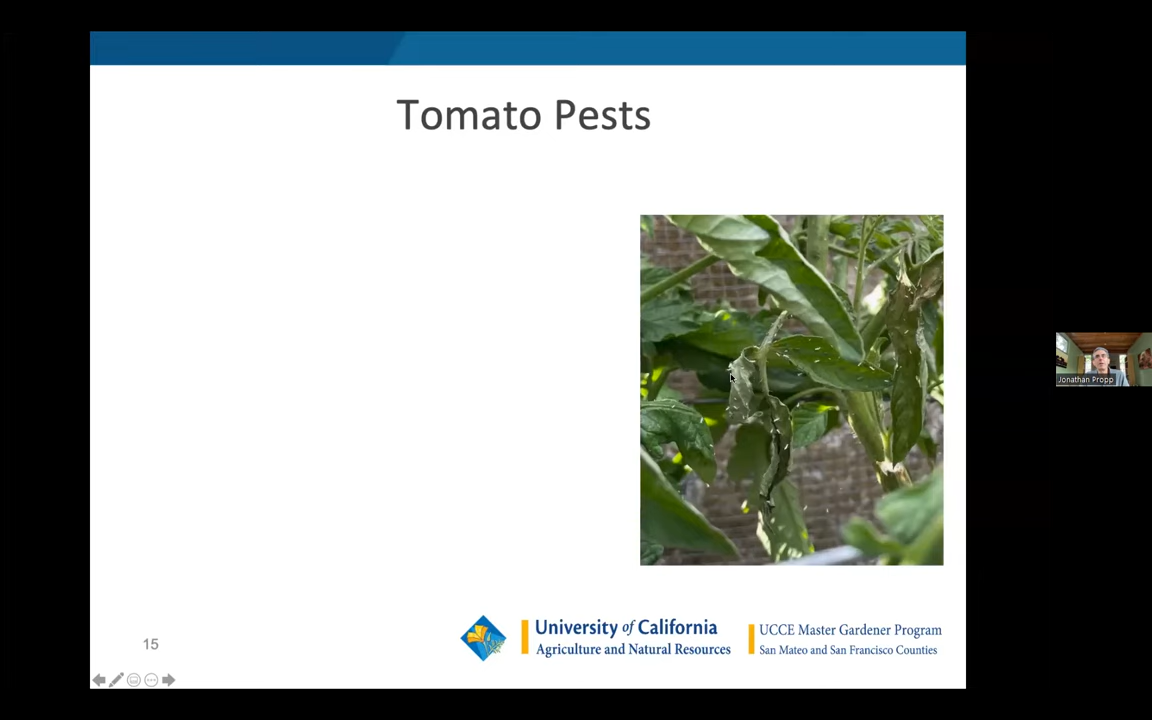 Tomato Pests
Jonathan Propp
15
University of California
Agriculture and Natural Resources
UCCE Master Gardener Program
San Mateo and San Francisco Counties